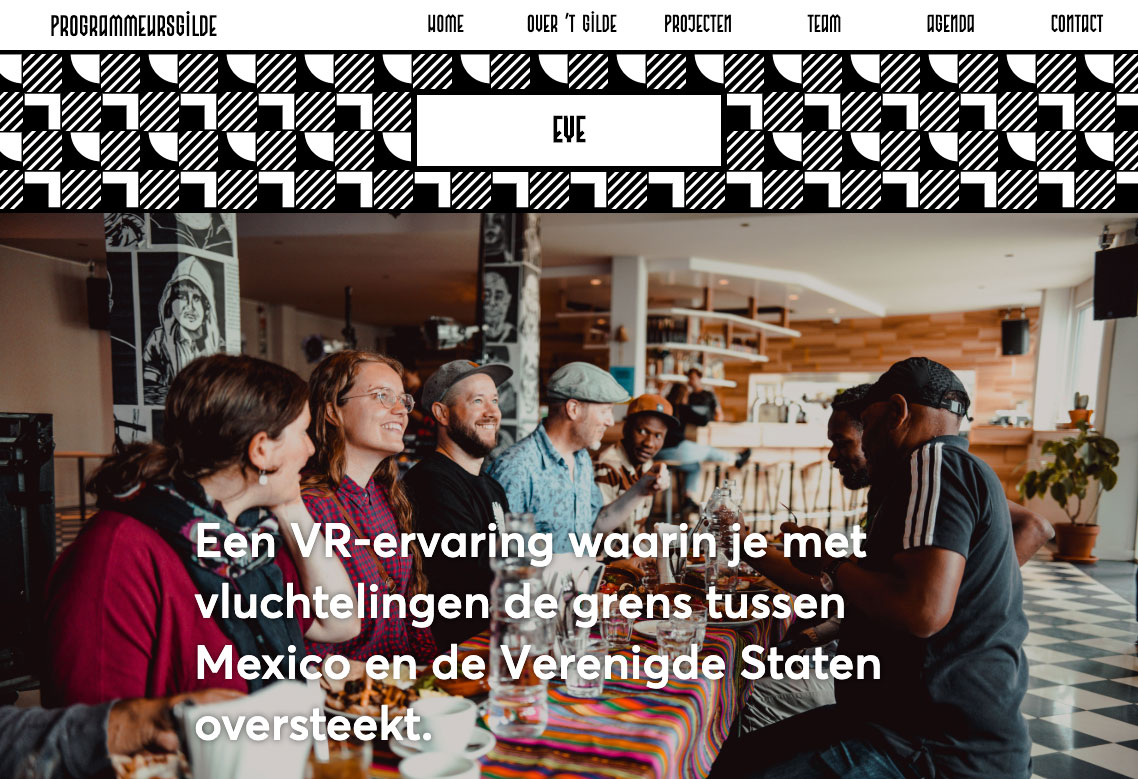 PROGRAMMEURSGILDE HOME OVER 'T GILDE PROJECTEN TEAM AGENDA CONTACT
EVE
Een VR-ervaring waarin je met
vluchtelingen de grens tussen
Mexico en de Verenigde Staten
oversteekt.